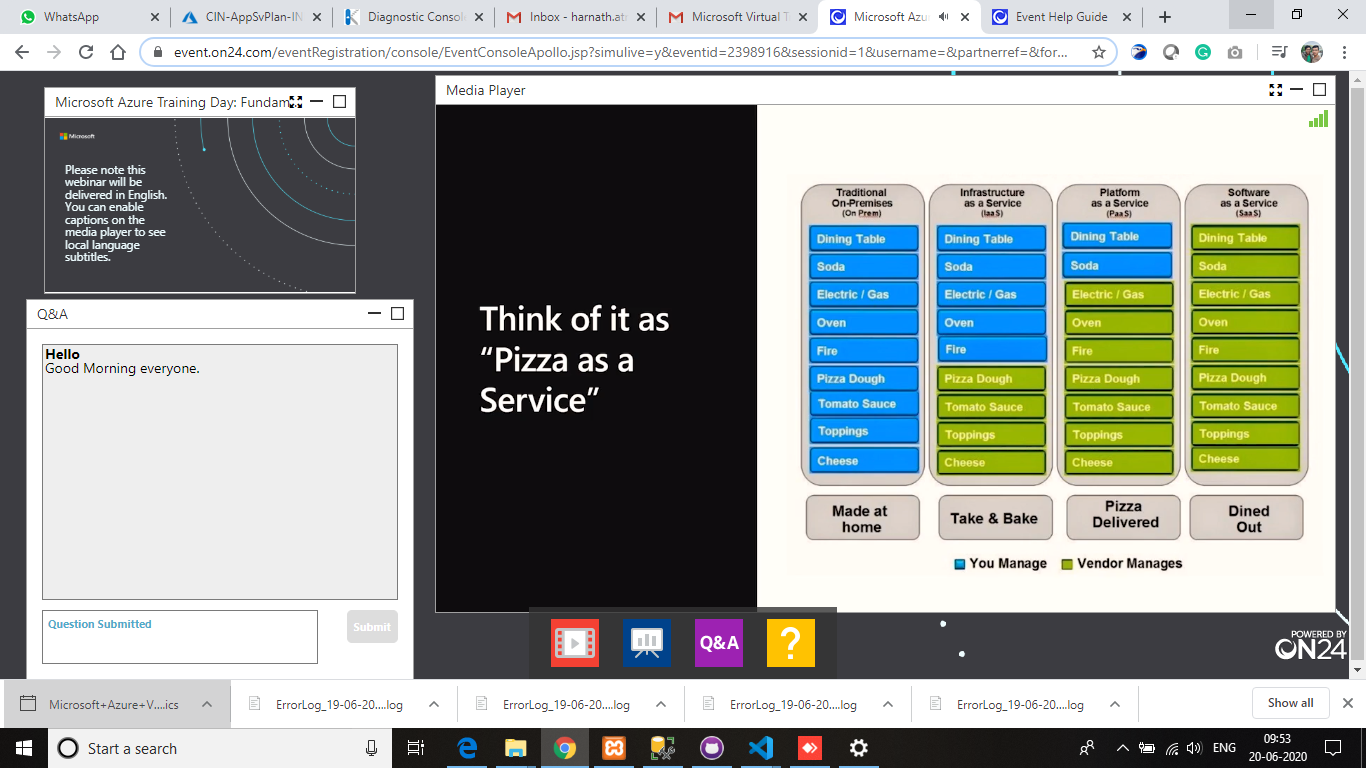 WhatsApp
CIN-AppSvPlan-IN
Diagnostic Consol
Inbox - harnath.at
Microsoft Virtual T
Microsoft Azu
Event Help Guide
event.on24.com/eventRegistration/console/EventConsoleApollo.jsp?simulive=y&eventid=2398916&sessionid=1&username=&partnerref=&for...
Microsoft Azure Training Day: Fundam
Microsoft
Please note this
webinar will be
delivered in English.
You can enable
captions on the
media player to see
local language
subtitles.
Q&A
Hello
Good Morning everyone.
Question Submitted
Submit
Media Player
Think of it as
“Pizza as a
Service”
Traditional
On-Premises
(On Prem)
Dining Table
Soda
Electric / Gas
Oven
Fire
Pizza Dough
Tomato Sauce
Toppings
Cheese
Made at
home
Infrastructure
as a Service
(IaaS)
Dining Table
Soda
Electric / Gas
Oven
Fire
Pizza Dough
Tomato Sauce
Toppings
Cheese
Take & Bake
Platform
as a Service
(PaaS)
Dining Table
Soda
Electric / Gas
Oven
Fire
Pizza Dough
Tomato Sauce
Toppings
Cheese
Pizza
Delivered
Software
as a Service
(SaaS)
Dining Table
Soda
Electric / Gas
Oven
Fire
Pizza Dough
Tomato Sauce
Toppings
Cheese
Dined
Out
You Manage
Vendor Manages
Q&A
?
POWERED BY
ON24
Microsoft+Azure+V....ics
ErrorLog_19-06-20....log
ErrorLog_19-06-20....log
ErrorLog_19-06-20....log
ErrorLog_19-06-20....log
Show all
Start a search
ENG
09:53
20-06-2020